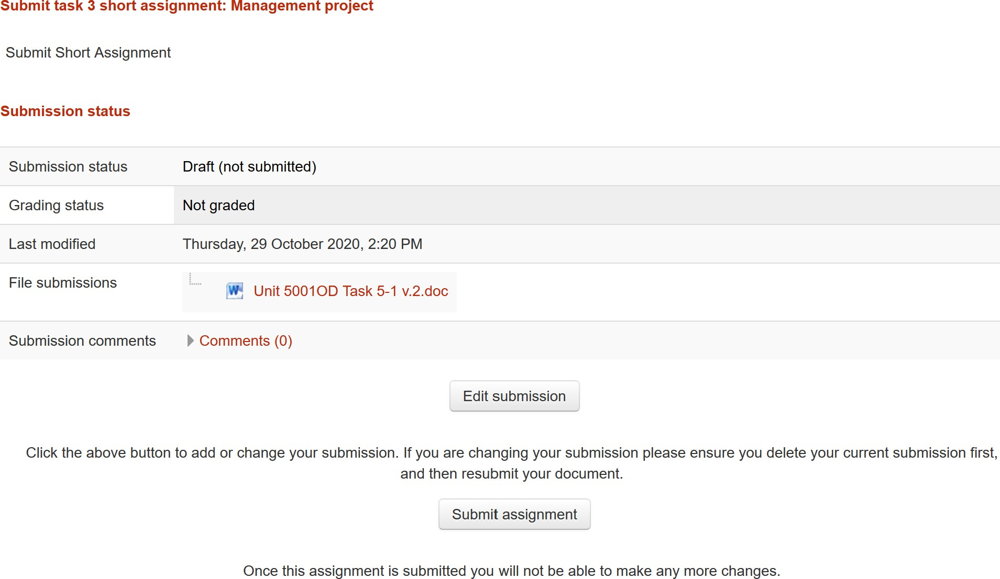 Submit task 3 short assignment: Management project
Submit Short Assignment
Submission status
Submission status Draft (not submitted)
Grading status Not graded
Last modified Thursday, 29 October 2020, 2:20 PM
File submissions Unit 5001OD Task 5-1 v.2.doc
Submission comments Comments (0)
Edit submission
Click the above button to add or change your submission. If you are changing your submission please ensure you delete your current submission first,
and then resubmit your document.
Submit assignment
Once this assignment is submitted you will not be able to make any more changes.